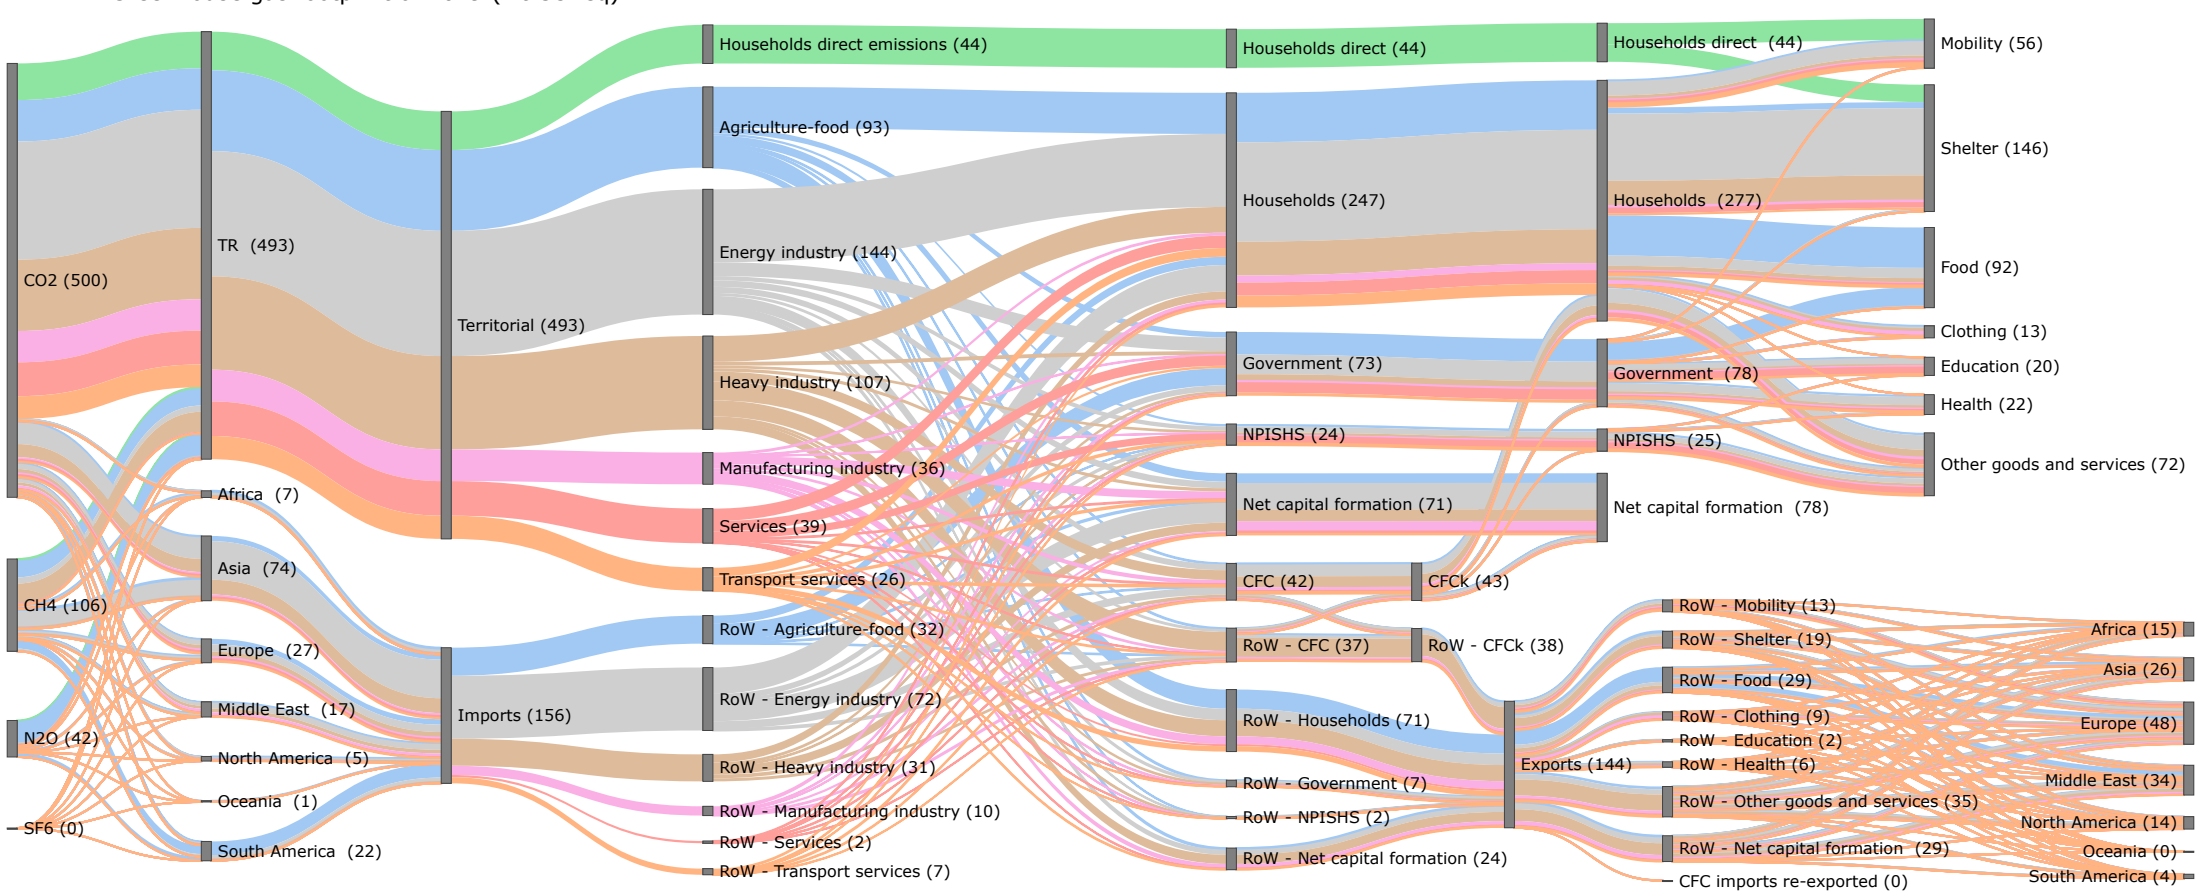 CO2 (500)
CH4 (106)
N2O (42)
SF6 (0)
TR (493)
Africa (7)
Asia (74)
Europe (27)
Middle East (17)
North America (5)
Oceania (1)
South America (22)
Territorial (493)
Imports (156)
Households direct emissions (44)
Agriculture-food (93)
Energy industry (144)
Heavy industry (107)
Manufacturing industry (36)
Services (39)
Transport services (26)
RoW - Agriculture-food (32)
RoW - Energy industry (72)
RoW - Heavy industry (31)
RoW - Manufacturing industry (10)
RoW - Services (2)
RoW - Transport services (7)
Households direct (44)
Households (247)
Government (73)
NPISHS (24)
Net capital formation (71)
CFC (42)
RoW - CFC (37)
RoW - Households (71)
RoW - Government (7)
RoW - NPISHS (2)
RoW - Net capital formation (24)
CFCk (43)
RoW - CFCk (38)
Exports (144)
Households direct (44)
Households (277)
Government (78)
NPISHS (25)
Net capital formation (78)
RoW - Mobility (13)
RoW - Shelter (19)
RoW - Food (29)
RoW - Clothing (9)
RoW - Education (2)
RoW - Health (6)
RoW - Other goods and services (35)
RoW - Net capital formation (29)
CFC imports re-exported (0)
Mobility (56)
Shelter (146)
Food (92)
Clothing (13)
Education (20)
Health (22)
Other goods and services (72)
Africa (15)
Asia (26)
Europe (48)
Middle East (34)
North America (14)
Oceania (0)
South America (4)